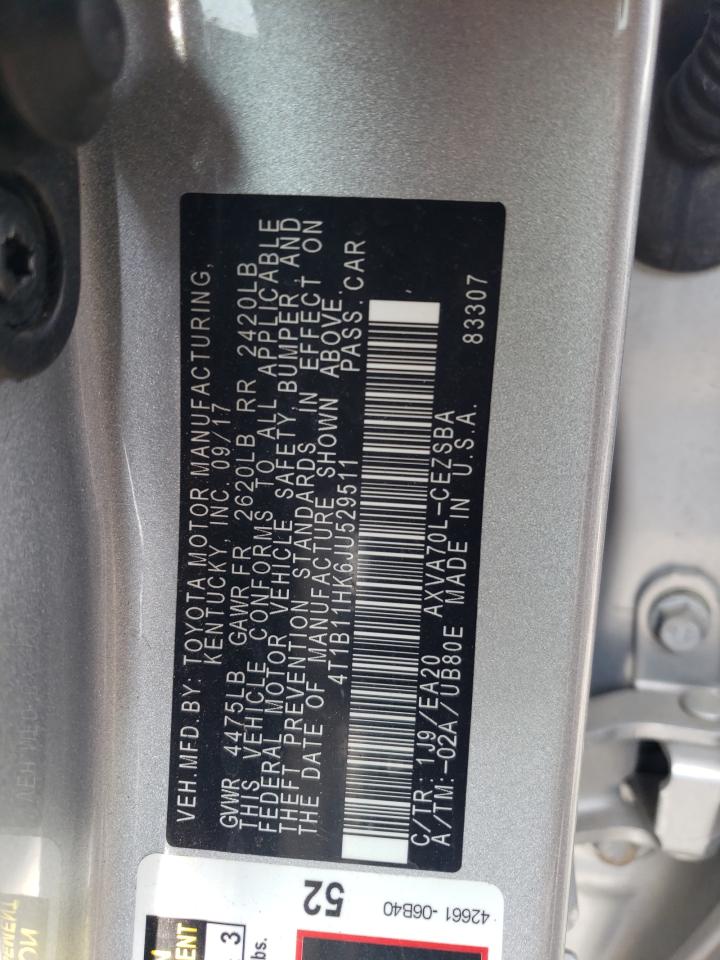 VEH.MFD.BY: TOYOTA MOTOR MANUFACTURING,
KENTUCKY, INC. 09/17
GVWR 4475LB GAWR FR 2620LB RR 2420LB
THIS VEHICLE CONFORMS TO ALL APPLICABLE
FEDERAL MOTOR VEHICLE SAFETY, BUMPER, AND
THEFT PREVENTION STANDARDS IN EFFECT ON
THE DATE OF MANUFACTURE SHOWN ABOVE.
4T1B11HK6JU529511 PASS. CAR
C/TR: 1J9/EA20 AXVA70L-CEZSBA
A/TM:-02A/UB80E MADE IN U.S.A.
83307
52
42661-06B40
3
lbs.